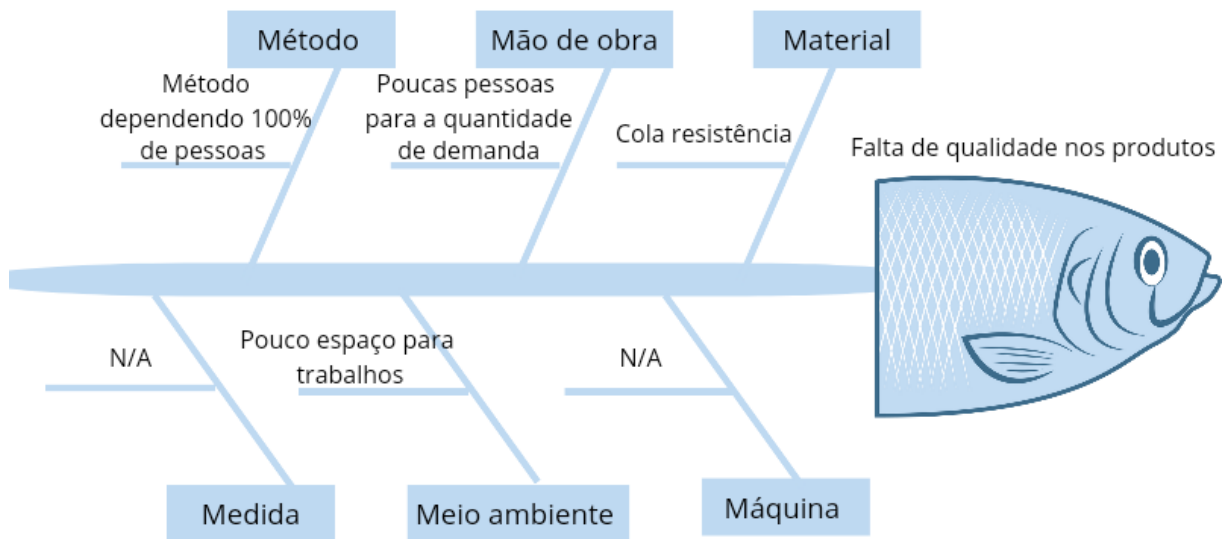 Método
Mão de obra
Material
Método
dependendo 100%
de pessoas
Poucas pessoas
para a quantidade
de demanda
Cola resistência
Falta de qualidade nos produtos
N/A
Pouco espaço para
trabalhos
N/A
Medida
Meio ambiente
Máquina